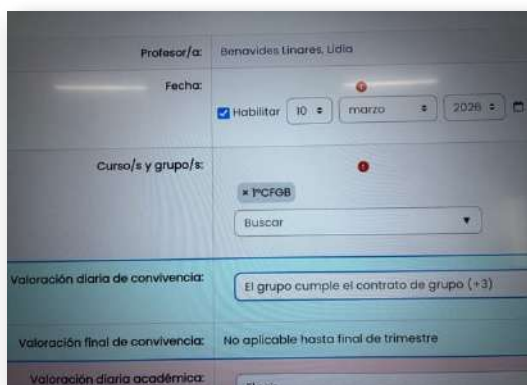 Profesor/a: Benavides Linares, Lidia
Fecha:
Habilitar 10 marzo 2026
Curso/s y grupo/s:
× 1ºCFGB
Buscar
Valoración diaria de convivencia: El grupo cumple el contrato de grupo (+3)
Valoración final de convivencia: No aplicable hasta final de trimestre
Valoración diaria académica: